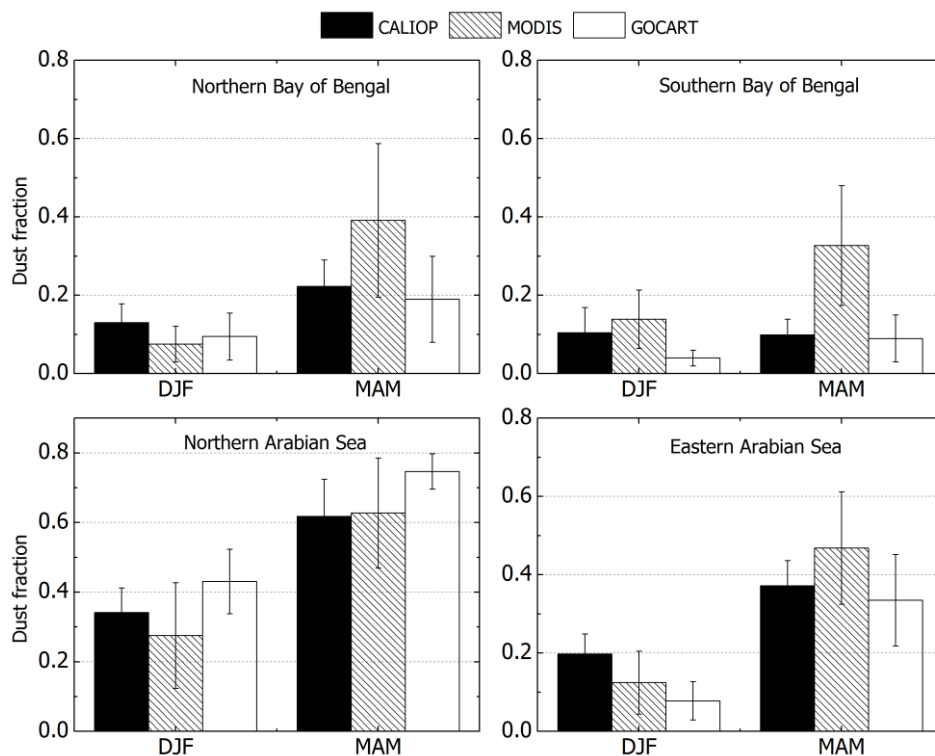 CALIOP MODIS GOCART
Northern Bay of Bengal
Dust fraction
0.8
0.6
0.4
0.2
0.0
DJF MAM
Southern Bay of Bengal
0.8
0.6
0.4
0.2
0.0
DJF MAM
Northern Arabian Sea
Dust fraction
0.8
0.6
0.4
0.2
0.0
DJF MAM
Eastern Arabian Sea
0.8
0.6
0.4
0.2
0.0
DJF MAM